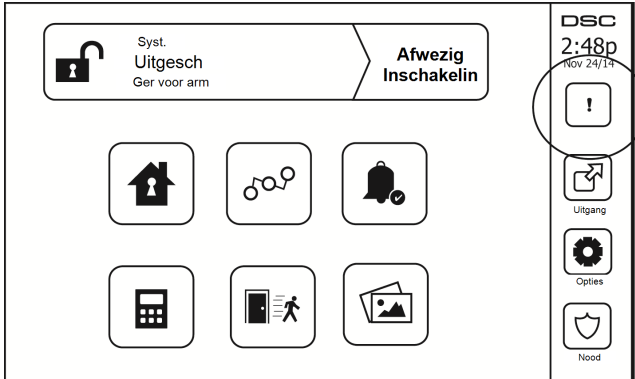 Syst.
Uitgesch
Ger voor arm
Afwezig
Inschakelin
DSC
2:48p
Nov 24/14
!
Uitgang
Opties
Nood